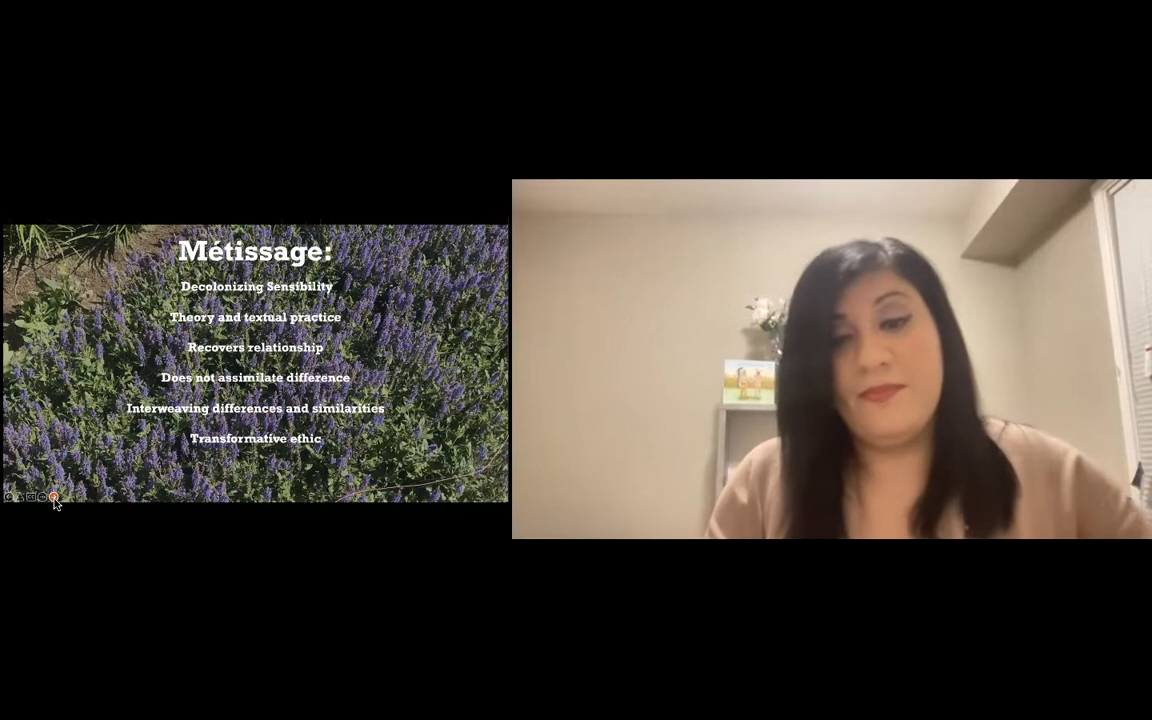 Métissage:
Decolonizing Sensibility
Theory and textual practice
Recovers relationship
Does not assimilate difference
Interweaving differences and similarities
Transformative ethic